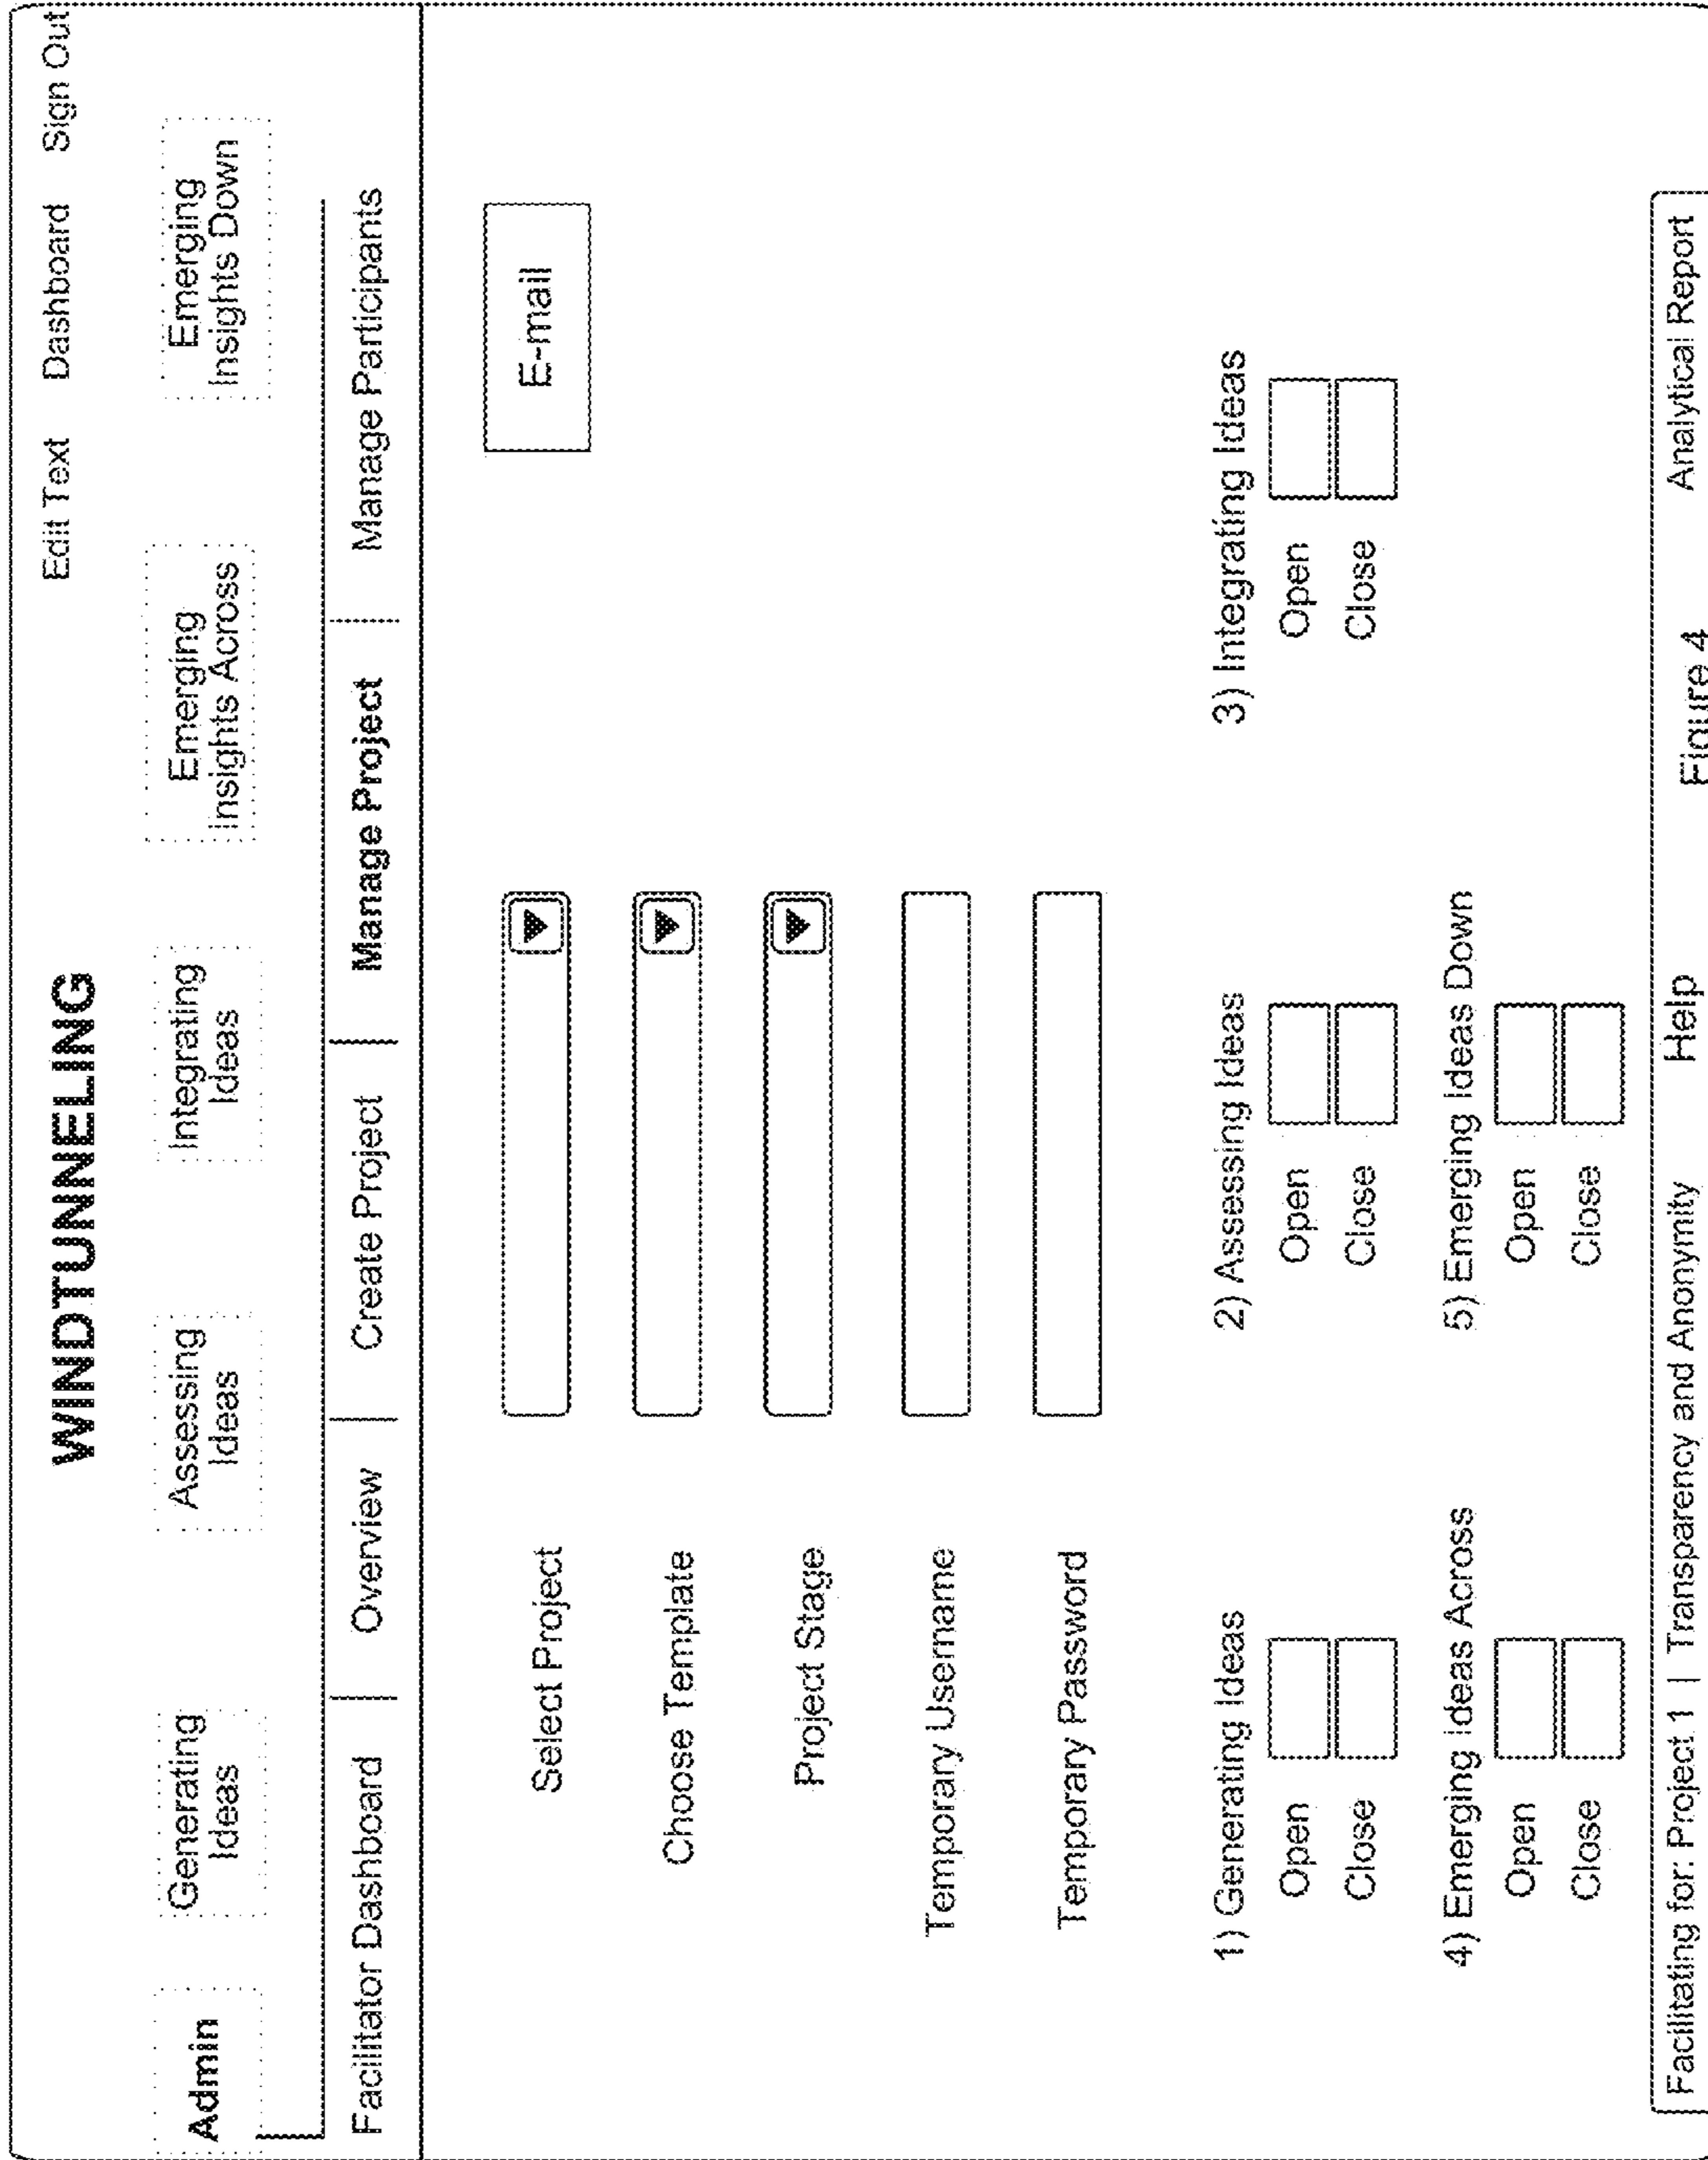 WINDTUNNELING
Edit Text Dashboard Sign Out
Admin Generating Ideas Assessing Ideas Integrating Ideas Emerging Insights Across Emerging Insights Down
Facilitator Dashboard Overview Create Project Manage Project Manage Participants
Select Project
E-mail
Choose Template
Project Stage
Temporary Username
Temporary Password
1) Generating Ideas 2) Assessing Ideas 3) Integrating Ideas
Open Open Open
Close Close Close
4) Emerging Ideas Across 5) Emerging Ideas Down
Open Open
Close Close
Facilitating for: Project 1 | Transparency and Anonymity Help Analytical Report
Figure 4